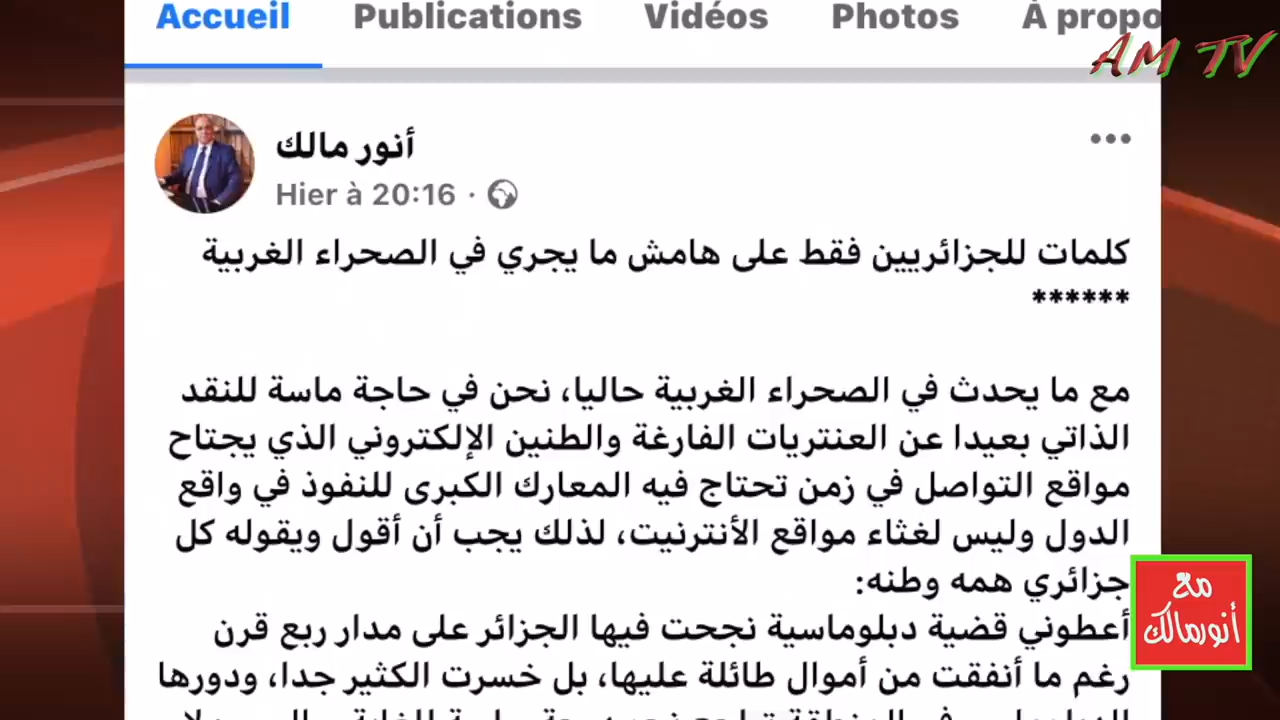 Accueil Publications Vidéos Photos À propo
AM TV
أنور مالك
Hier à 20:16 ·
كلمات للجزائريين فقط على هامش ما يجري في الصحراء الغربية
******
مع ما يحدث في الصحراء الغربية حاليا، نحن في حاجة ماسة للنقد
الذاتي بعيدا عن العنتريات الفارغة والطنين الإلكتروني الذي يجتاح
مواقع التواصل في زمن تحتاج فيه المعارك الكبرى للنفوذ في واقع
الدول وليس لغثاء مواقع الأنترنيت، لذلك يجب أن أقول ويقوله كل
جزائري همه وطنه:
أعطوني قضية دبلوماسية نجحت فيها الجزائر على مدار ربع قرن
رغم ما أنفقت من أموال طائلة عليها، بل خسرت الكثير جدا، ودورها
مع
أنورمالك